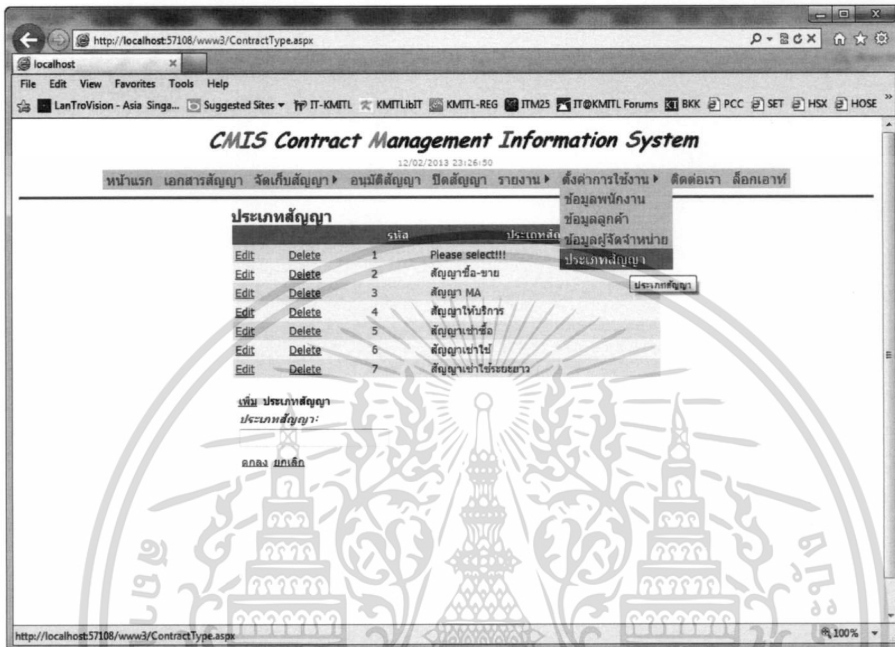 http://localhost:57108/www3/ContractType.aspx
localhost
File Edit View Favorites Tools Help
LanTroVision - Asia Singa... Suggested Sites IT-KMITL KMITLibIT KMITL-REG ITM25 IT@KMITL Forums BKK PCC SET HSX HOSE
CMIS Contract Management Information System
12/02/2013 23:26:50
หน้าแรก เอกสารสัญญา จัดเก็บสัญญา อนุมัติสัญญา ปิดสัญญา รายงาน ตั้งค่าการใช้งาน ติดต่อเรา ล็อกเอาท์
ข้อมูลพนักงาน
ข้อมูลลูกค้า
ข้อมูลผู้จัดจำหน่าย
ประเภทสัญญา
ประเภทสัญญา
ประเภทสัญญา
รหัส
Edit Delete 1 Please select!!!
Edit Delete 2 สัญญาซื้อ-ขาย
Edit Delete 3 สัญญา MA
Edit Delete 4 สัญญาให้บริการ
Edit Delete 5 สัญญาเช่าซื้อ
Edit Delete 6 สัญญาเช่าใช้
Edit Delete 7 สัญญาเช่าใช้ระยะยาว
เพิ่ม ประเภทสัญญา
ประเภทสัญญา:
ตกลง ยกเลิก
http://localhost:57108/www3/ContractType.aspx
100%